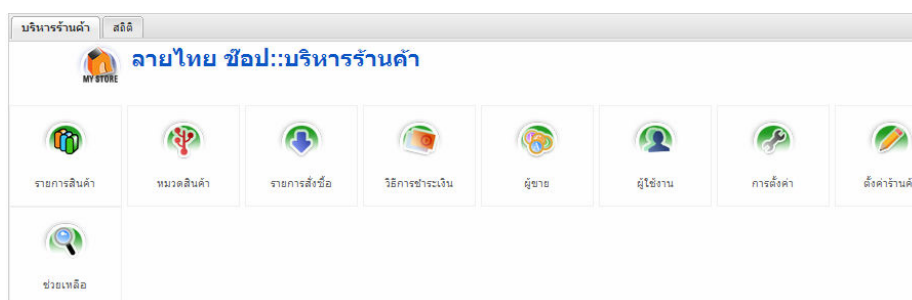 บริหารร้านค้า สถิติ
MY STORE
ลายไทย ช๊อป::บริหารร้านค้า
รายการสินค้า หมวดสินค้า รายการสั่งซื้อ วิธีการชำระเงิน ผู้ขาย ผู้ใช้งาน การตั้งค่า ตั้งค่าร้านค้
ช่วยเหลือ